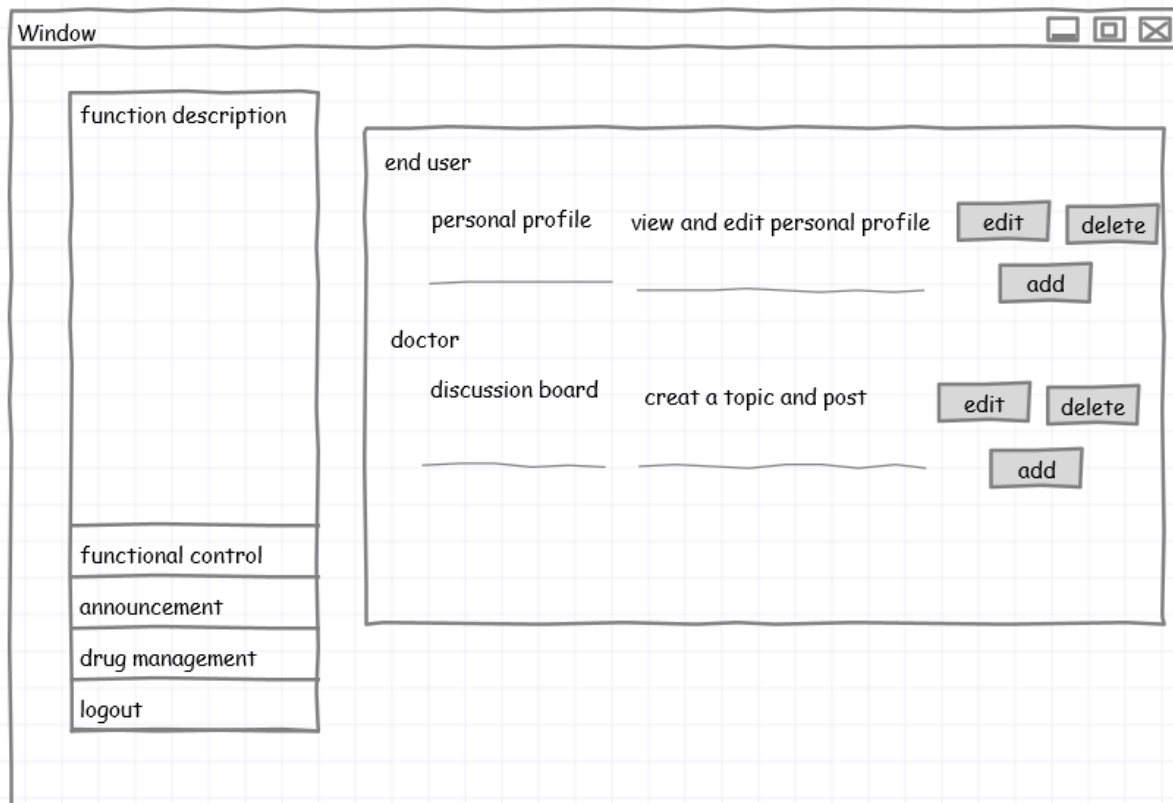 Window
function description
end user
personal profile
view and edit personal profile
edit
delete
add
doctor
discussion board
creat a topic and post
edit
delete
add
functional control
announcement
drug management
logout